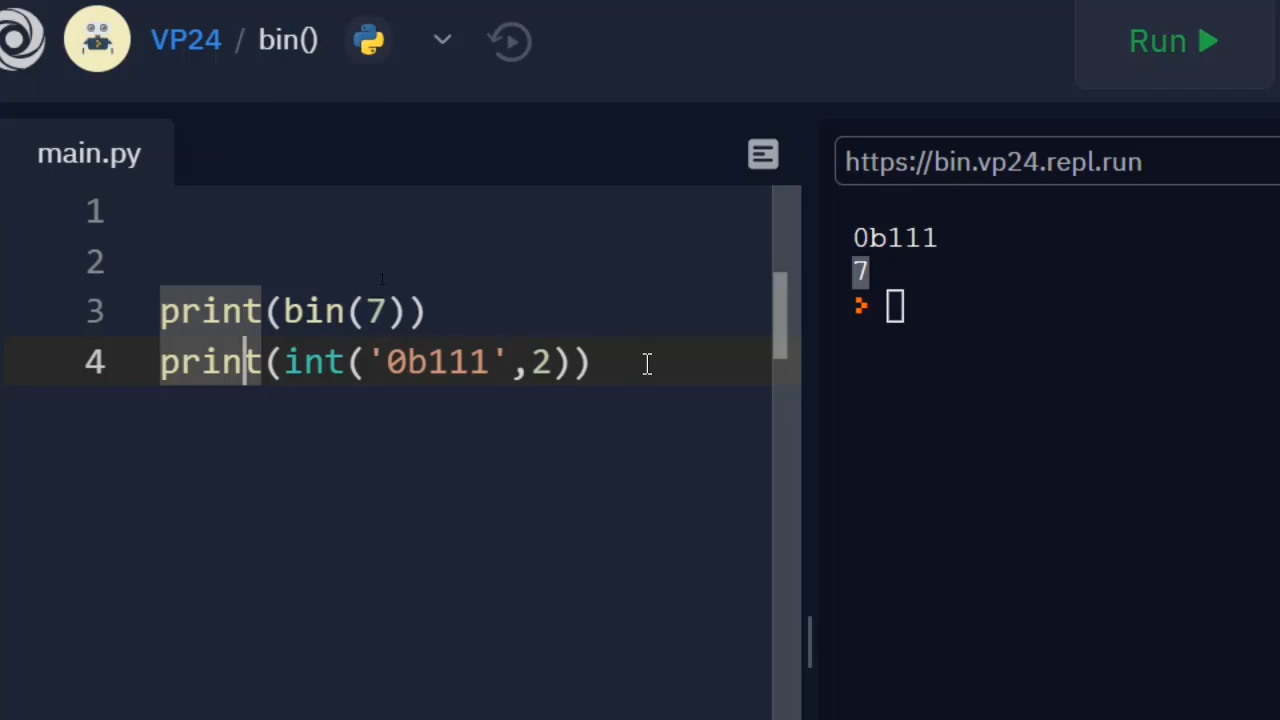 VP24 / bin()
Run
main.py
https://bin.vp24.repl.run
1
2
3 print(bin(7))
4 print(int('0b111',2))
0b111
7